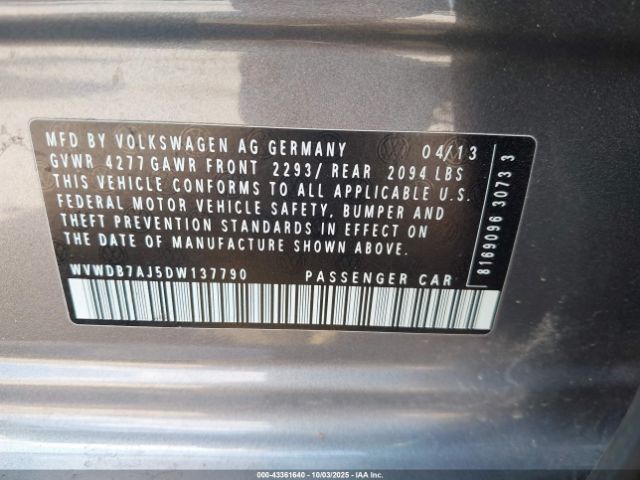 MFD BY VOLKSWAGEN AG GERMANY 04/13
GVWR 4277 GAWR FRONT 2293/ REAR 2094 LBS
THIS VEHICLE CONFORMS TO ALL APPLICABLE U.S.
FEDERAL MOTOR VEHICLE SAFETY, BUMPER AND
THEFT PREVENTION STANDARDS IN EFFECT ON
THE DATE OF MANUFACTURE SHOWN ABOVE.
WVWDB7AJ5DW137790 PASSENGER CAR
8169096 3073 3
000-43361640 - 10/03/2025 - IAA Inc.